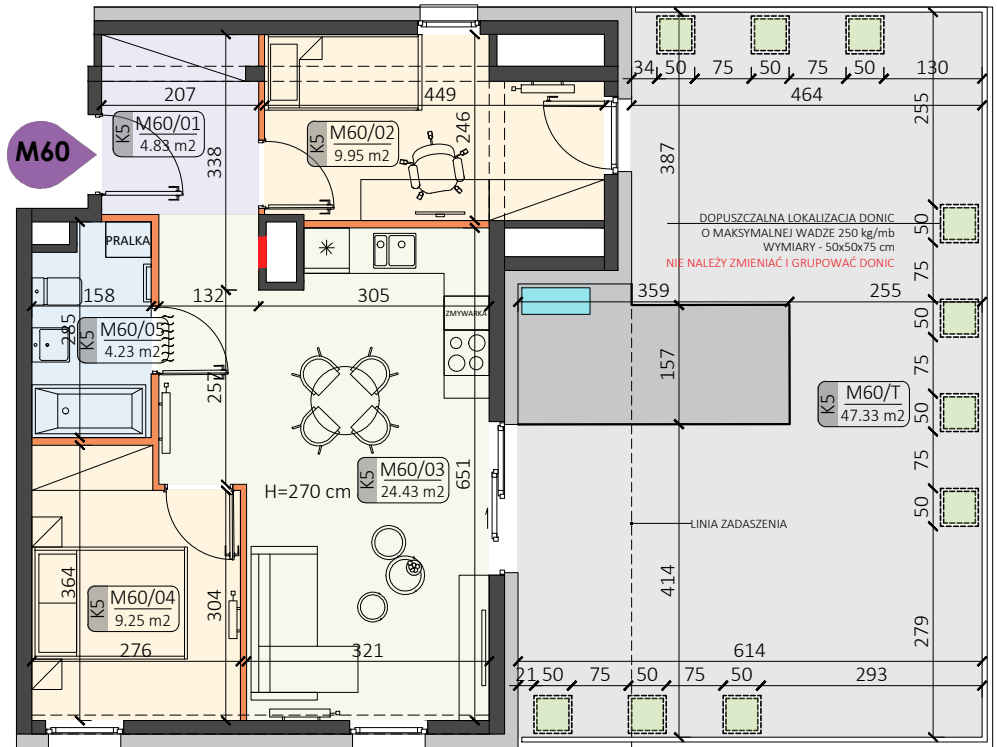 34 50 75 50 75 50 130
207
449
464
255
M60
K5 M60/01
4.83 m2
K5 M60/02
9.95 m2
246
338
387
DOPUSZCZALNA LOKALIZACJA DONIC
O MAKSYMALNEJ WADZE 250 kg/mb
WYMIARY - 50x50x75 cm
NIE NALEŻY ZMIENIAĆ I GRUPOWAĆ DONIC
50
75
PRALKA
158
132
305
359
255
ZMYWARKA
285
K5 M60/05
4.23 m2
50
75
257
157
K5 M60/T
47.33 m2
50
75
50
K5 M60/03
24.43 m2
651
H=270 cm
LINIA ZADASZENIA
364
K5 M60/04
9.25 m2
304
414
279
276
321
614
21 50 75 50 75 50 293